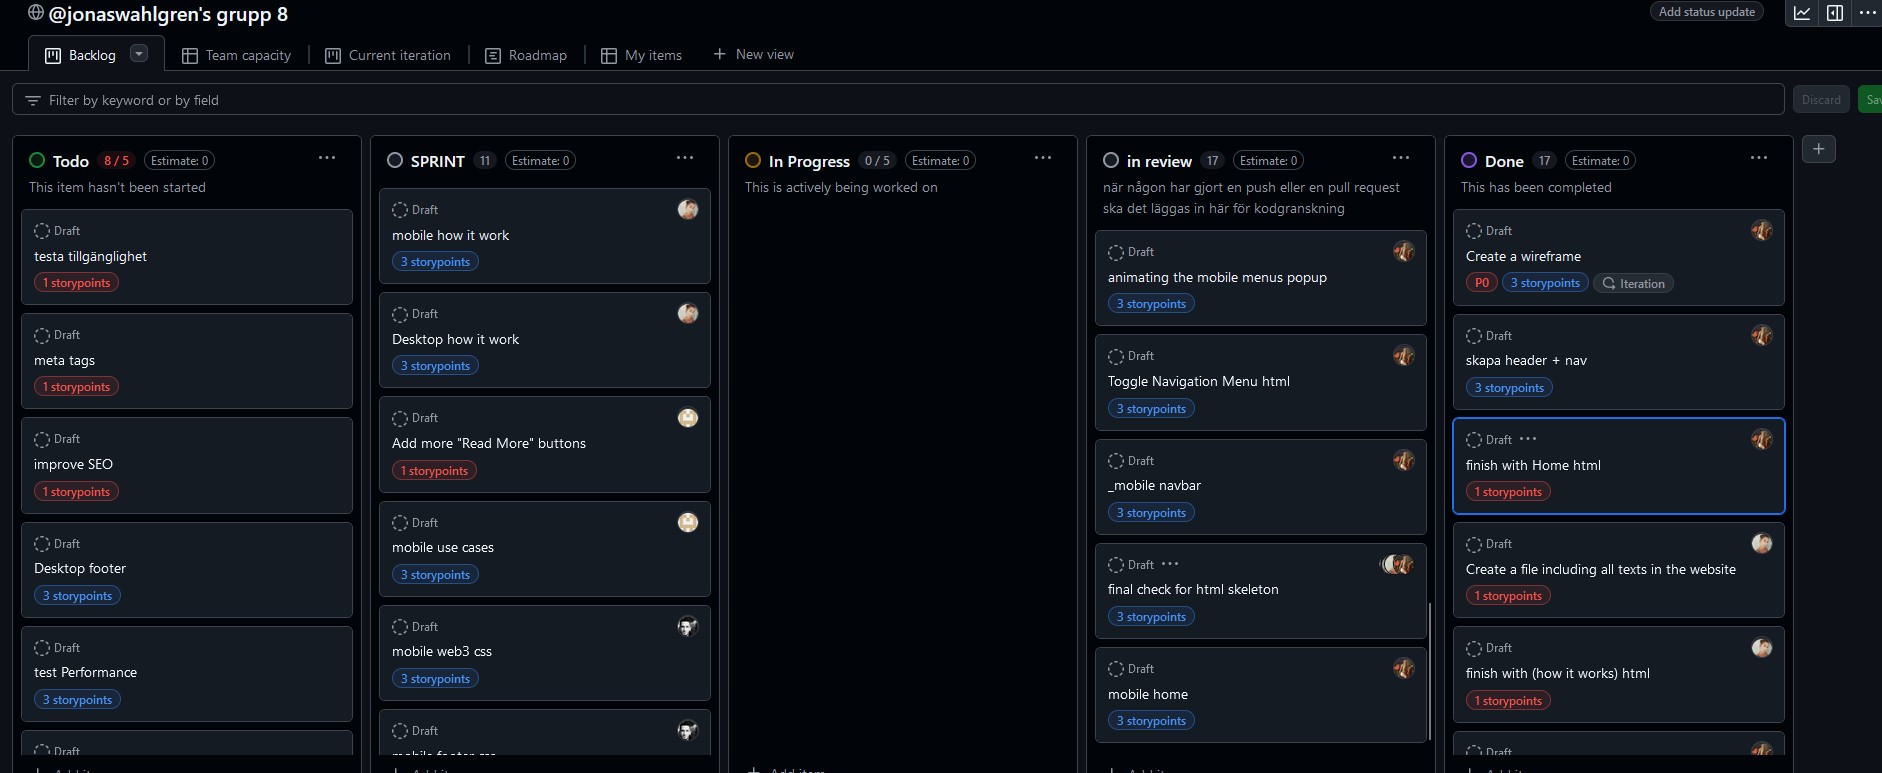 @jonaswahlgren's grupp 8
Add status update
Backlog
Team capacity
Current iteration
Roadmap
My items
New view
Filter by keyword or by field
Discard
Todo 8 / 5 Estimate: 0
This item hasn't been started
Draft
testa tillgänglighet
1 storypoints
Draft
meta tags
1 storypoints
Draft
improve SEO
1 storypoints
Draft
Desktop footer
3 storypoints
Draft
test Performance
3 storypoints
Draft
SPRINT 11 Estimate: 0
Draft
mobile how it work
3 storypoints
Draft
Desktop how it work
3 storypoints
Draft
Add more "Read More" buttons
1 storypoints
Draft
mobile use cases
3 storypoints
Draft
mobile web3 css
3 storypoints
Draft
mobile footer css
In Progress 0 / 5 Estimate: 0
This is actively being worked on
Add item
in review 17 Estimate: 0
när någon har gjort en push eller en pull request
ska det läggas in här för kodgranskning
Draft
animating the mobile menus popup
3 storypoints
Draft
Toggle Navigation Menu html
3 storypoints
Draft
_mobile navbar
3 storypoints
Draft
final check for html skeleton
3 storypoints
Draft
mobile home
3 storypoints
Done 17 Estimate: 0
This has been completed
Draft
Create a wireframe
P0 3 storypoints Iteration
Draft
skapa header + nav
3 storypoints
Draft
finish with Home html
1 storypoints
Draft
Create a file including all texts in the website
1 storypoints
Draft
finish with (how it works) html
1 storypoints
Draft